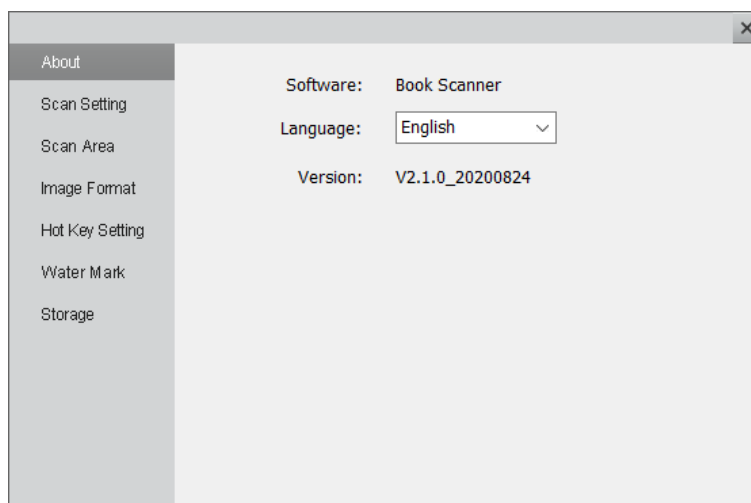 About
Scan Setting
Scan Area
Image Format
Hot Key Setting
Water Mark
Storage
Software: Book Scanner
Language: English
Version: V2.1.0_20200824